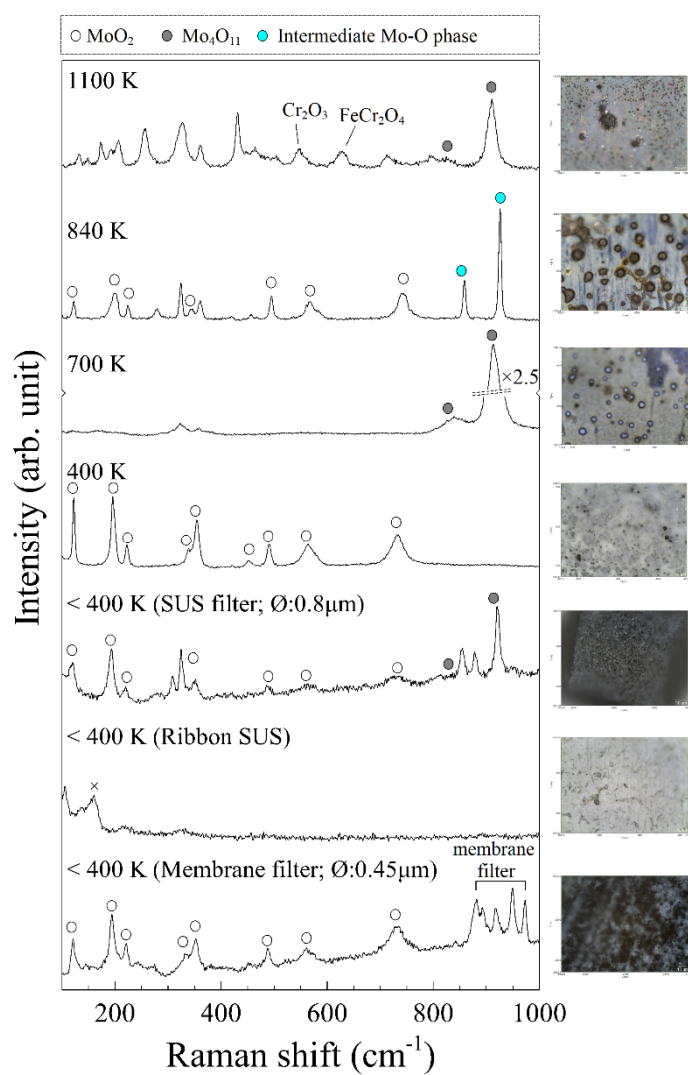 MoO₂ Mo₄O₁₁ Intermediate Mo-O phase
1100 K
Cr₂O₃
FeCr₂O₄
840 K
700 K
×2.5
400 K
< 400 K (SUS filter; Ø:0.8μm)
< 400 K (Ribbon SUS)
×
< 400 K (Membrane filter; Ø:0.45μm)
membrane
filter
Intensity (arb. unit)
200 400 600 800 1000
Raman shift (cm⁻¹)